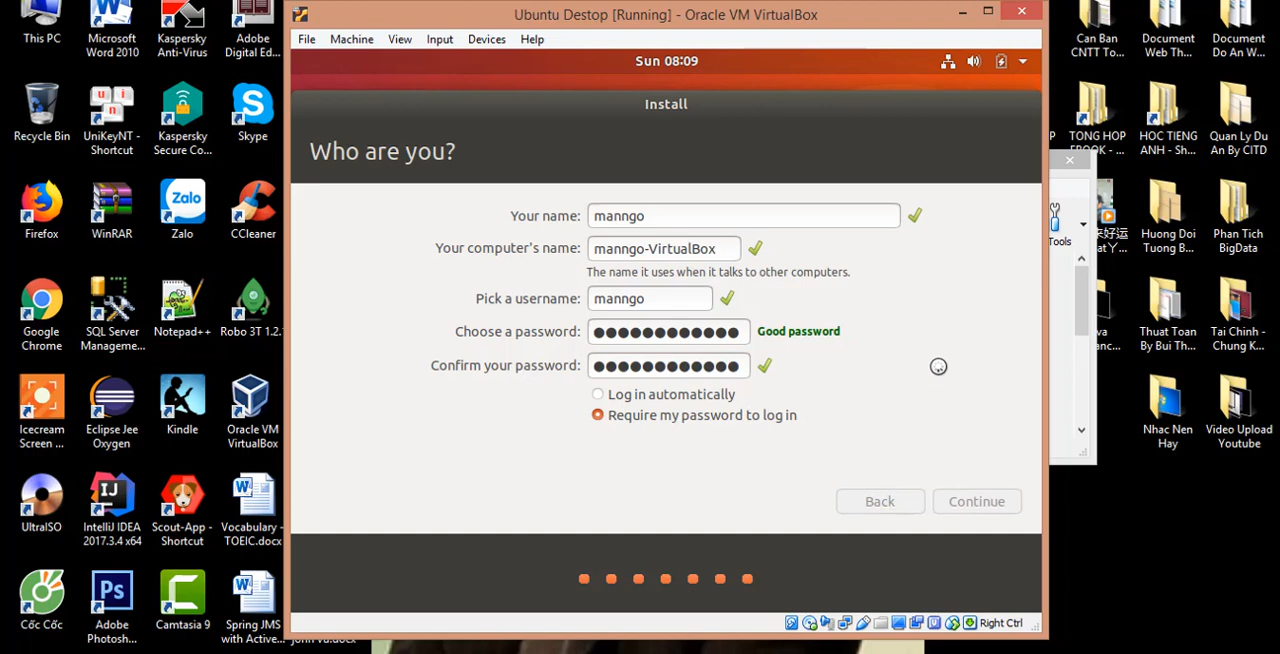 Ubuntu Destop [Running] - Oracle VM VirtualBox
File Machine View Input Devices Help
Sun 08:09
Install
Who are you?
Your name: manngo
Your computer's name: manngo-VirtualBox
The name it uses when it talks to other computers.
Pick a username: manngo
Choose a password: ●●●●●●●●●●●● Good password
Confirm your password: ●●●●●●●●●●●●
Log in automatically
Require my password to log in
Back Continue
Right Ctrl
This PC
Microsoft
Word 2010
Kaspersky
Anti-Virus
Adobe
Digital Ed...
Recycle Bin
UniKeyNT -
Shortcut
Kaspersky
Secure Co...
Skype
Firefox
WinRAR
Zalo
Zalo
CCleaner
Google
Chrome
SQL Server
Manageme...
Notepad++
Robo 3T 1.2.
Icecream
Screen ...
Eclipse Jee
Oxygen
Kindle
Oracle VM
VirtualBox
UltraISO
IntelliJ IDEA
2017.3.4 x64
Scout-App -
Shortcut
Vocabulary -
TOEIC.docx
Cốc Cốc
Adobe
Photosh...
Camtasia 9
Spring JMS
with Active...
Can Ban
CNTT To...
Document
Web Th...
Document
Do An W...
TONG HOP
EBOOK - ...
HOC TIENG
ANH - Sh...
Quan Ly Du
An By CITD
Tools
Huong Doi
Tuong B...
Phan Tich
BigData
Thuat Toan
By Bui Th...
Tai Chinh -
Chung K...
Nhac Nen
Hay
Video Upload
Youtube